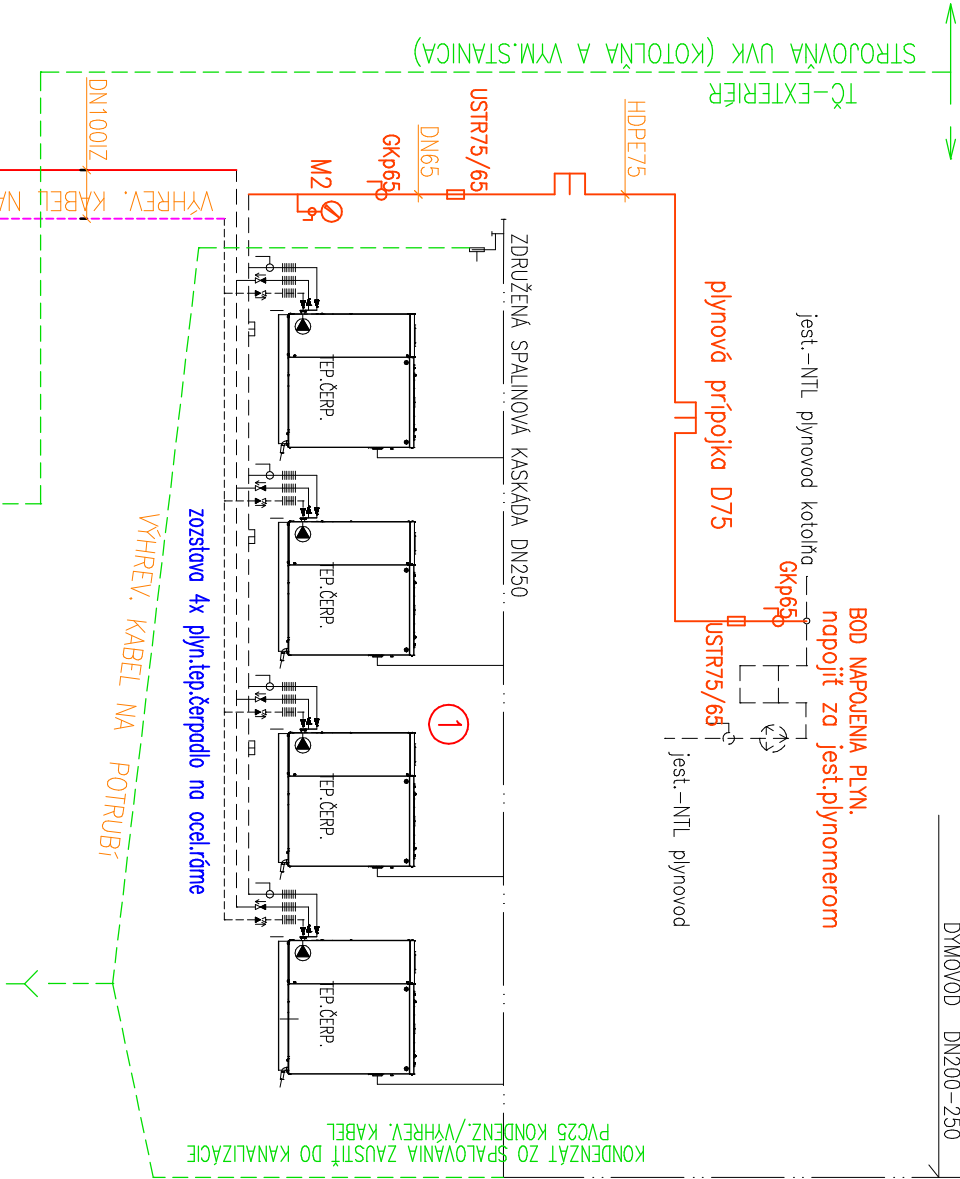 STROJOVŇA UVK (KOTOLŇA A VYM.STANICA)
TČ-EXTERIÉR
DN100IZ
VÝHREV. KABEL NA
M2
GKp65
DN65
USTR75/65
HDPE75
ZDRUŽENÁ SPALINOVÁ KASKÁDA DN250
plynová prípojka D75
jest.-NTL plynovod kotolňa
GKp65
USTR75/65
BOD NAPOJENIA PLYN.
napojiť za jest.plynomerom
jest.-NTL plynovod
TEP.ČERP.
TEP.ČERP.
TEP.ČERP.
TEP.ČERP.
1
zozstava 4x plyn.tep.čerpadlo na ocel.ráme
VÝHREV. KABEL NA POTRUBÍ
DYMOVOD DN200-250
KONDENZÁT ZO SPALOVANIA ZAUSTIŤ DO KANALIZÁCIE
PVC25 KONDENZ./VÝHREV. KABEL